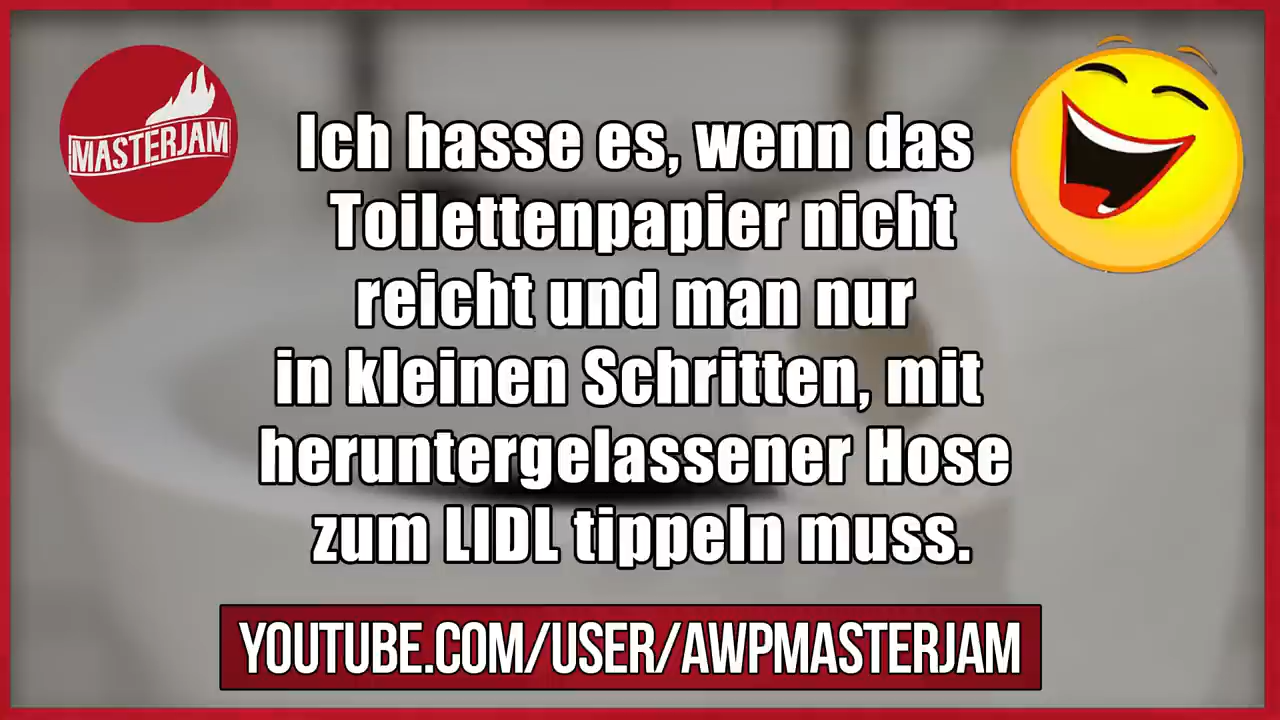 MASTERJAM
Ich hasse es, wenn das
Toilettenpapier nicht
reicht und man nur
in kleinen Schritten, mit
heruntergelassener Hose
zum LIDL tippeln muss.
YOUTUBE.COM/USER/AWPMASTERJAM